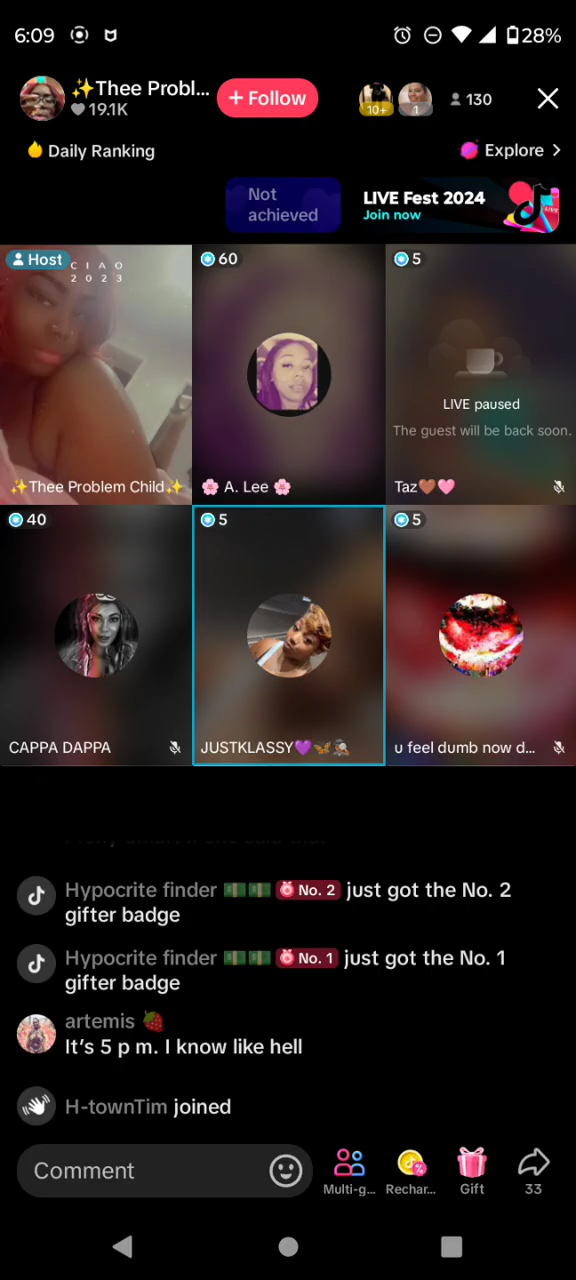 6:09
28%
✨Thee Probl...
19.1K
+ Follow
10+
1
130
Daily Ranking
Explore >
Not
achieved
LIVE Fest 2024
Join now
LIVE
Host
CIAO
2023
60
5
LIVE paused
The guest will be back soon.
✨Thee Problem Child✨
🌸 A. Lee 🌸
Taz🤎🩷
40
5
5
CAPPA DAPPA
JUSTKLASSY💜🦋🕵🏾‍♀️
u feel dumb now d...
Hypocrite finder 💵💵 No. 2 just got the No. 2
gifter badge
Hypocrite finder 💵💵 No. 1 just got the No. 1
gifter badge
artemis 🍓
It's 5 p m. I know like hell
H-townTim joined
Comment
Multi-g...
Rechar...
Gift
33